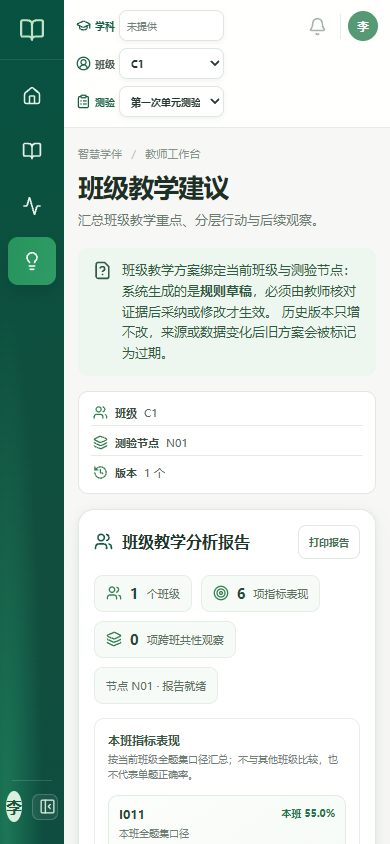 学科 未提供
李
班级 C1
测验 第一次单元测验
智慧学伴 / 教师工作台
班级教学建议
汇总班级教学重点、分层行动与后续观察。
班级教学方案绑定当前班级与测验节点：
系统生成的是规则草稿，必须由教师核对
证据后采纳或修改才生效。 历史版本只增
不改，来源或数据变化后旧方案会被标记
为过期。
班级 C1
测验节点 N01
版本 1 个
班级教学分析报告
打印报告
1 个班级
6 项指标表现
0 项跨班共性观察
节点 N01 · 报告就绪
本班指标表现
按当前班级全题集口径汇总；不与其他班级比较，也
不代表单题正确率。
I011
本班 55.0%
本班全题集口径
李